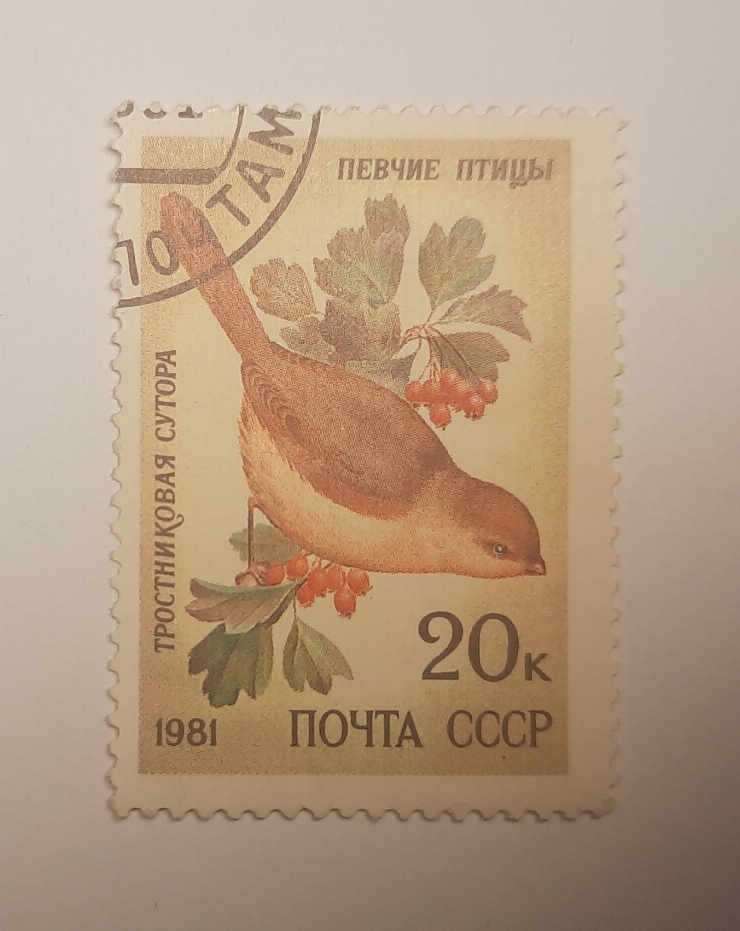 ПЕВЧИЕ ПТИЦЫ
ТРОСТНИКОВАЯ СУТОРА
20к
1981
ПОЧТА СССР